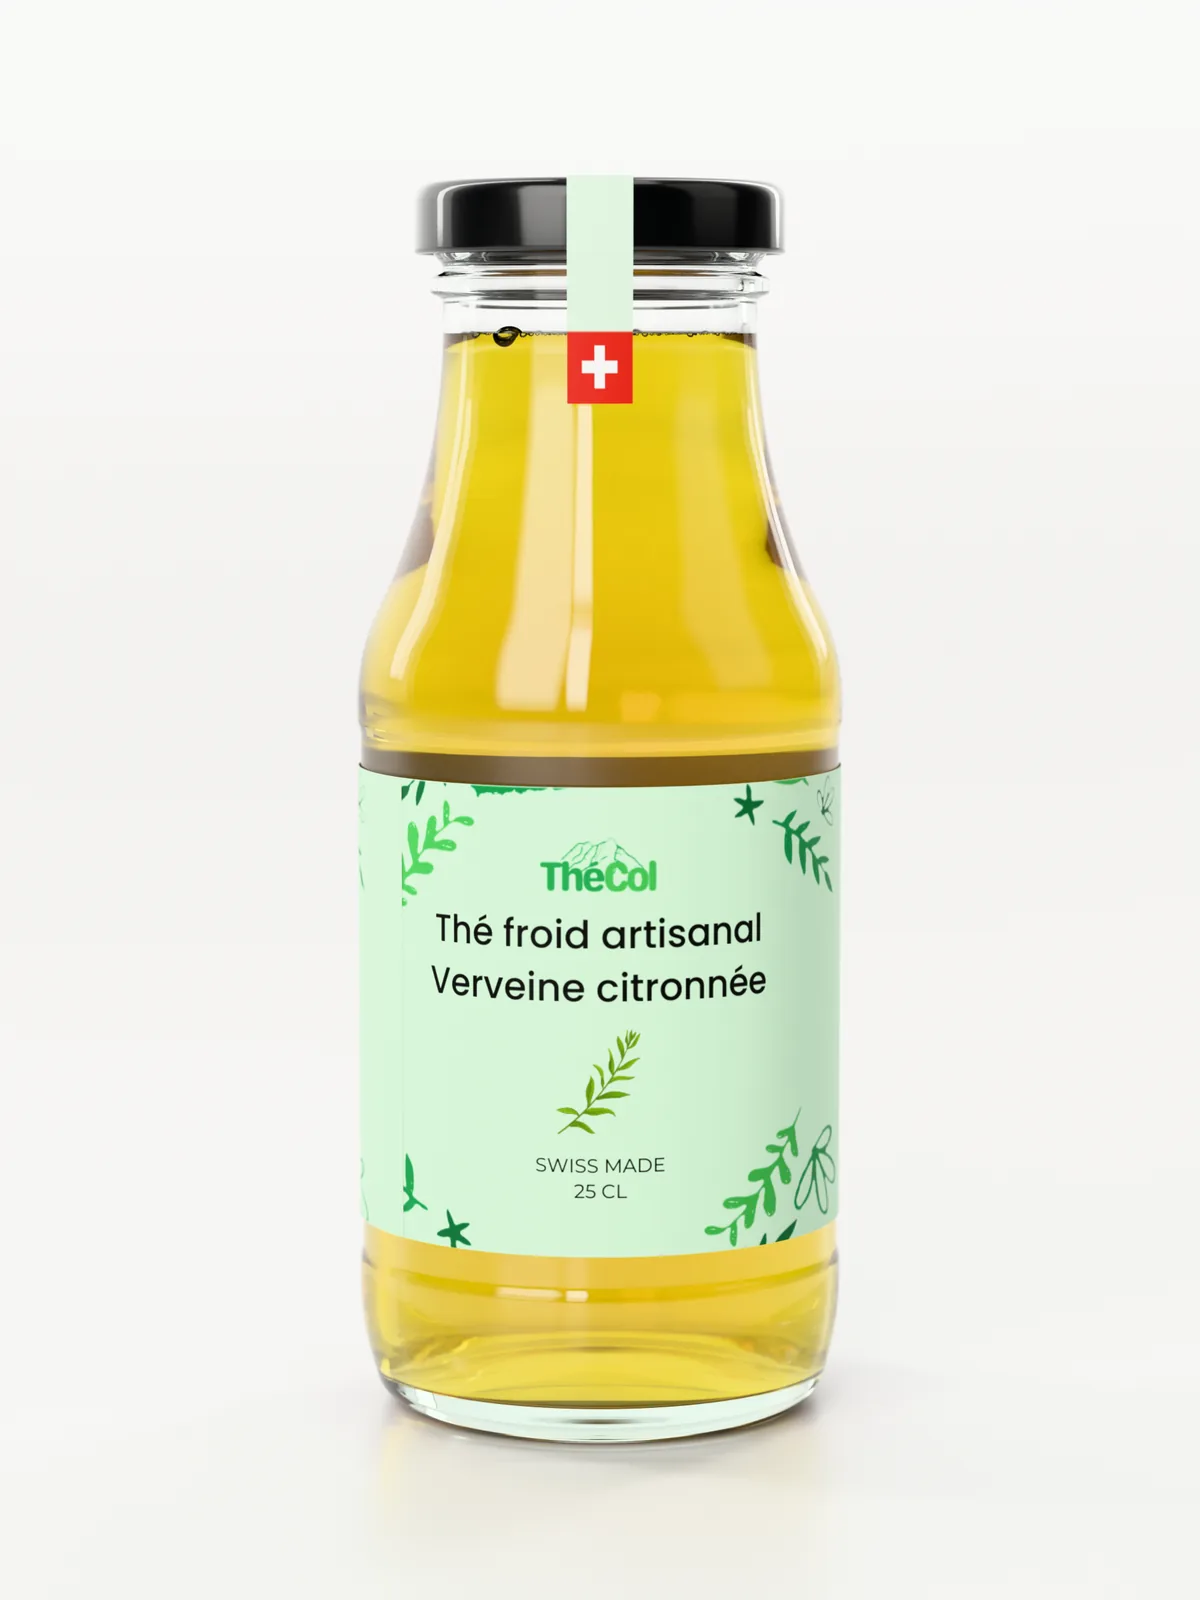 ThéCol
Thé froid artisanal
Verveine citronnée
SWISS MADE
25 CL